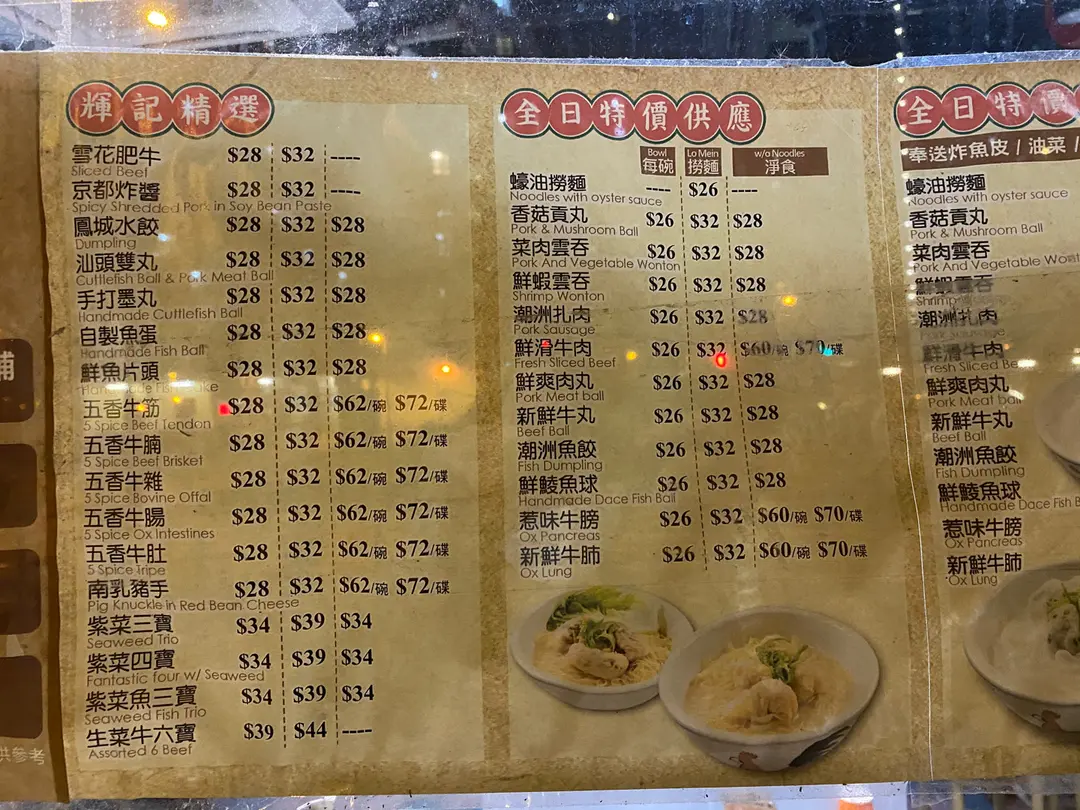 輝記精選
雪花肥牛 $28 $32 ----
Sliced Beef
京都炸醬 $28 $32 ----
Spicy Shredded Pork in Soy Bean Paste
鳳城水餃 $28 $32 $28
Dumpling
汕頭雙丸 $28 $32 $28
Cuttlefish Ball & Pork Meat Ball
手打墨丸 $28 $32 $28
Handmade Cuttlefish Ball
自製魚蛋 $28 $32 $28
Handmade Fish Ball
鮮魚片頭 $28 $32 $28
Handmade Fish Cake
五香牛筋 $28 $32 $62/碗 $72/碟
5 Spice Beef Tendon
五香牛腩 $28 $32 $62/碗 $72/碟
5 Spice Beef Brisket
五香牛雜 $28 $32 $62/碗 $72/碟
5 Spice Bovine Offal
五香牛腸 $28 $32 $62/碗 $72/碟
5 Spice Ox Intestines
五香牛肚 $28 $32 $62/碗 $72/碟
5 Spice Tripe
南乳豬手 $28 $32 $62/碗 $72/碟
Pig Knuckle in Red Bean Cheese
紫菜三寶 $34 $39 $34
Seaweed Trio
紫菜四寶 $34 $39 $34
Fantastic four w/ Seaweed
紫菜魚三寶 $34 $39 $34
Seaweed Fish Trio
生菜牛六寶 $39 $44 ----
Assorted 6 Beef
全日特價供應
Bowl Lo Mein w/o Noodles
每碗 撈麵 淨食
蠔油撈麵 ---- $26 ----
Noodles with oyster sauce
香菇貢丸 $26 $32 $28
Pork & Mushroom Ball
菜肉雲吞 $26 $32 $28
Pork And Vegetable Wonton
鮮蝦雲吞 $26 $32 $28
Shrimp Wonton
潮洲扎肉 $26 $32 $28
Pork Sausage
鮮滑牛肉 $26 $32 $60/碗 $70/碟
Fresh Sliced Beef
鮮爽肉丸 $26 $32 $28
Pork Meat ball
新鮮牛丸 $26 $32 $28
Beef Ball
潮洲魚餃 $26 $32 $28
Fish Dumpling
鮮鯪魚球 $26 $32 $28
Handmade Dace Fish Ball
惹味牛膀 $26 $32 $60/碗 $70/碟
Ox Pancreas
新鮮牛肺 $26 $32 $60/碗 $70/碟
Ox Lung
全日特價
奉送炸魚皮 / 油菜 /
蠔油撈麵
Noodles with oyster sauce
香菇貢丸
Pork & Mushroom Ball
菜肉雲吞
Pork And Vegetable
鮮蝦雲吞
Shrimp
潮洲扎肉
Pork Sausage
鮮滑牛肉
Fresh Sliced
鮮爽肉丸
Pork Meat ball
新鮮牛丸
Beef Ball
潮洲魚餃
Fish Dumpling
鮮鯪魚球
Handmade Dace Fish
惹味牛膀
Ox Pancreas
新鮮牛肺
Ox Lung
舖
供參考